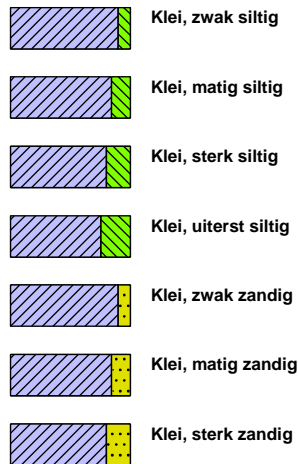 Klei, zwak siltig
Klei, matig siltig
Klei, sterk siltig
Klei, uiterst siltig
Klei, zwak zandig
Klei, matig zandig
Klei, sterk zandig